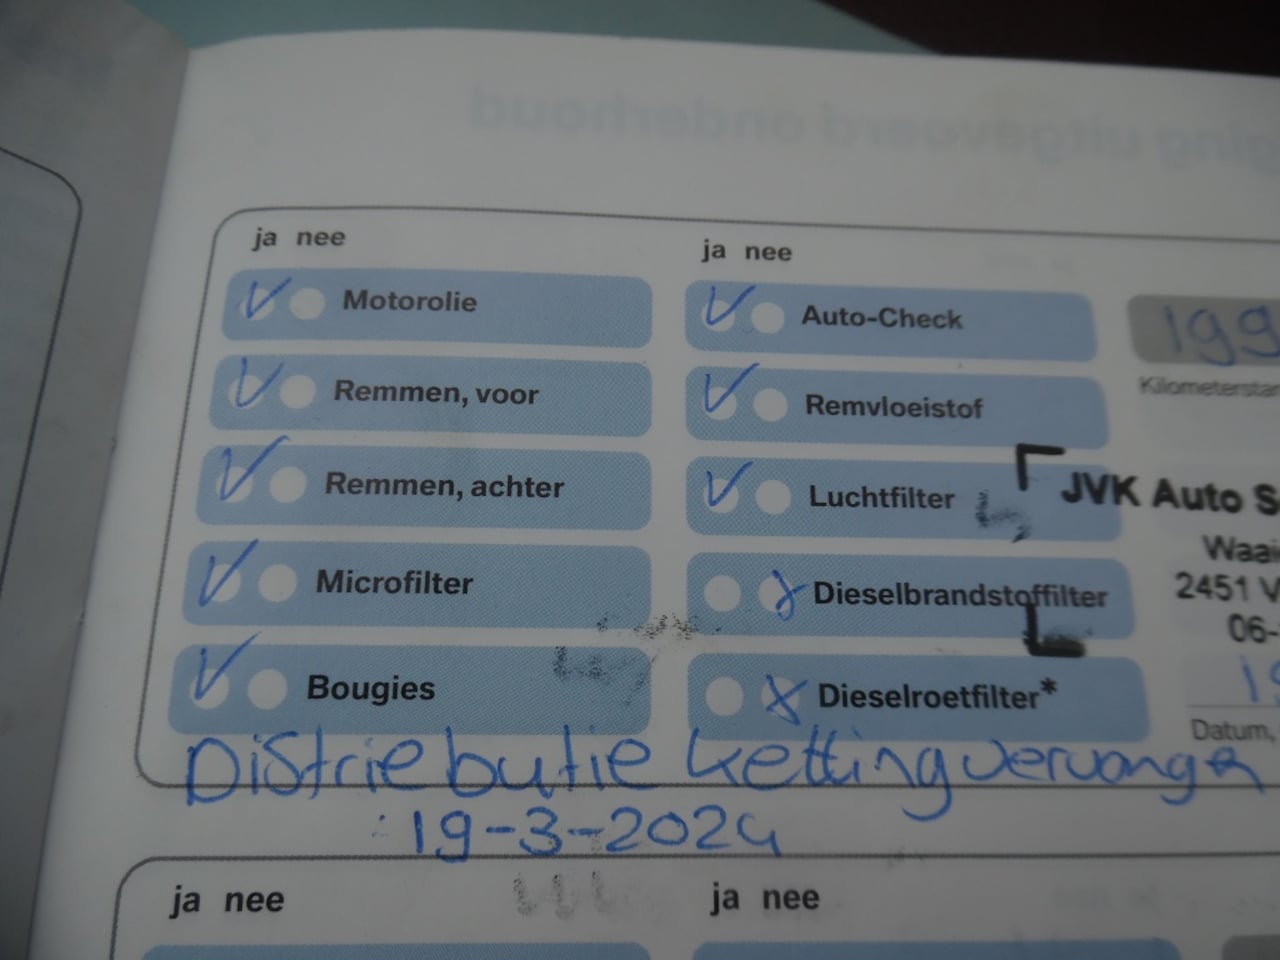 ja nee
ja nee
Motorolie
Auto-Check
Remmen, voor
Remvloeistof
Remmen, achter
Luchtfilter
JVK Auto
Microfilter
Dieselbrandstoffilter
2451
06-
Bougies
Dieselroetfilter*
Datum,
Distriebutie ketting vervangen
19-3-2024
ja nee
ja nee